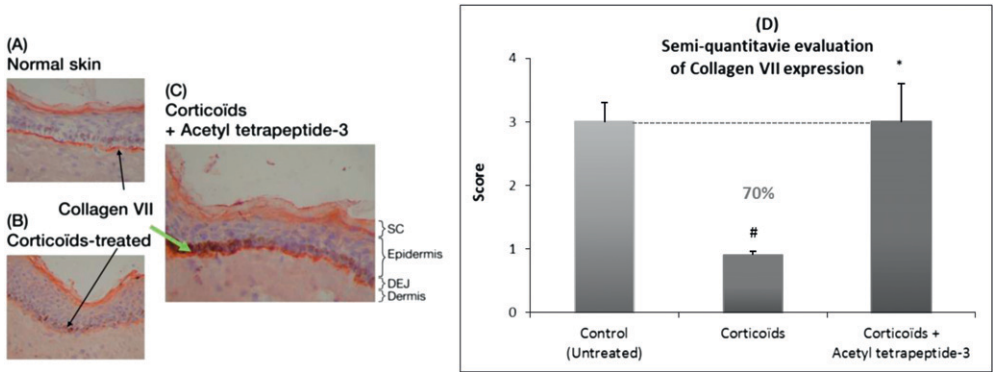 (A)
Normal skin
(C)
Corticoïds
+ Acetyl tetrapeptide-3
Collagen VII
(B)
Corticoïds-treated
SC
Epidermis
DEJ
Dermis
(D)
Semi-quantitavie evaluation
of Collagen VII expression
Score
4
3
2
1
0
*
70%
#
Control
(Untreated)
Corticoïds
Corticoïds +
Acetyl tetrapeptide-3